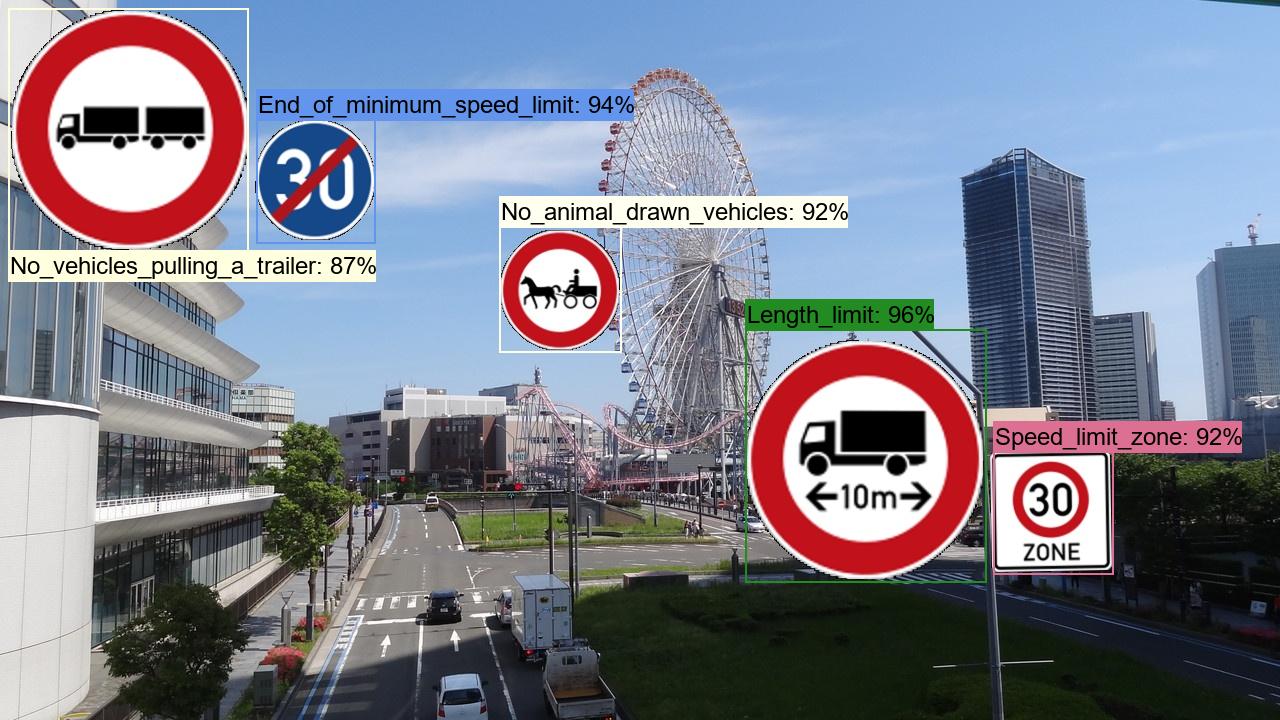 End_of_minimum_speed_limit: 94%
30
No_animal_drawn_vehicles: 92%
No_vehicles_pulling_a_trailer: 87%
Length_limit: 96%
10m
Speed_limit_zone: 92%
30
ZONE